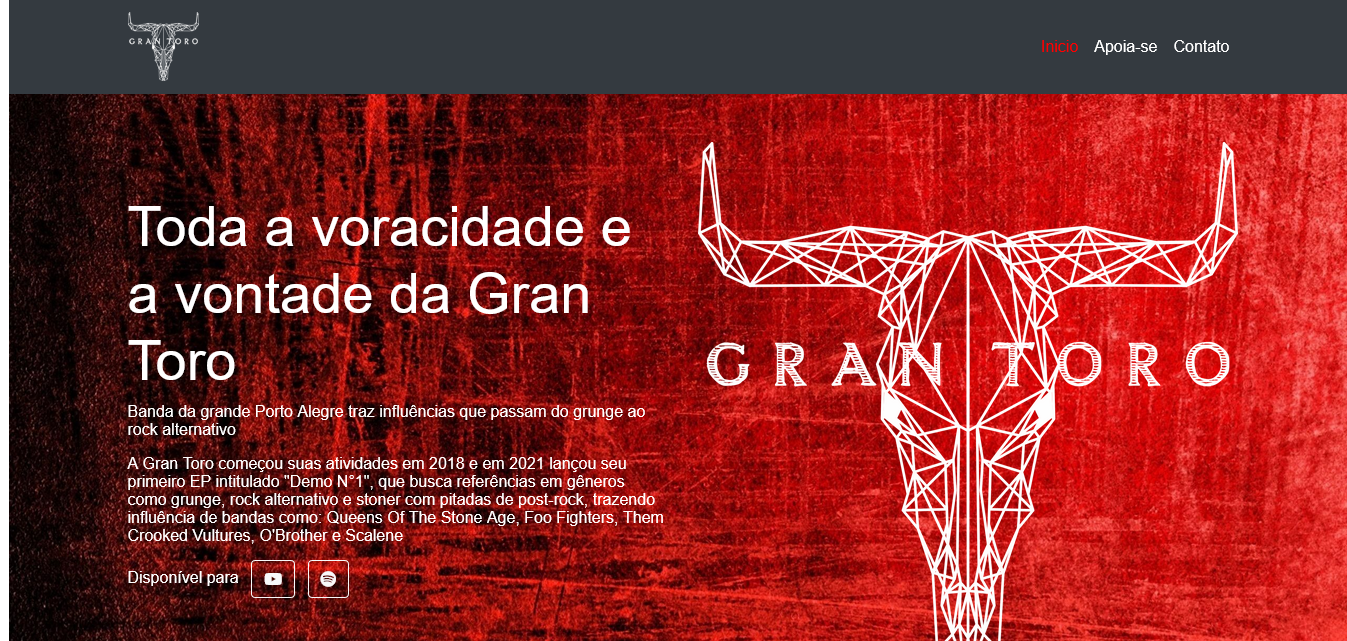 GRAN TORO
Início
Apoia-se
Contato
Toda a voracidade e
a vontade da Gran
Toro
GRAN TORO
Banda da grande Porto Alegre traz influências que passam do grunge ao
rock alternativo
A Gran Toro começou suas atividades em 2018 e em 2021 lançou seu
primeiro EP intitulado "Demo N°1", que busca referências em gêneros
como grunge, rock alternativo e stoner com pitadas de post-rock, trazendo
influência de bandas como: Queens Of The Stone Age, Foo Fighters, Them
Crooked Vultures, O'Brother e Scalene
Disponível para